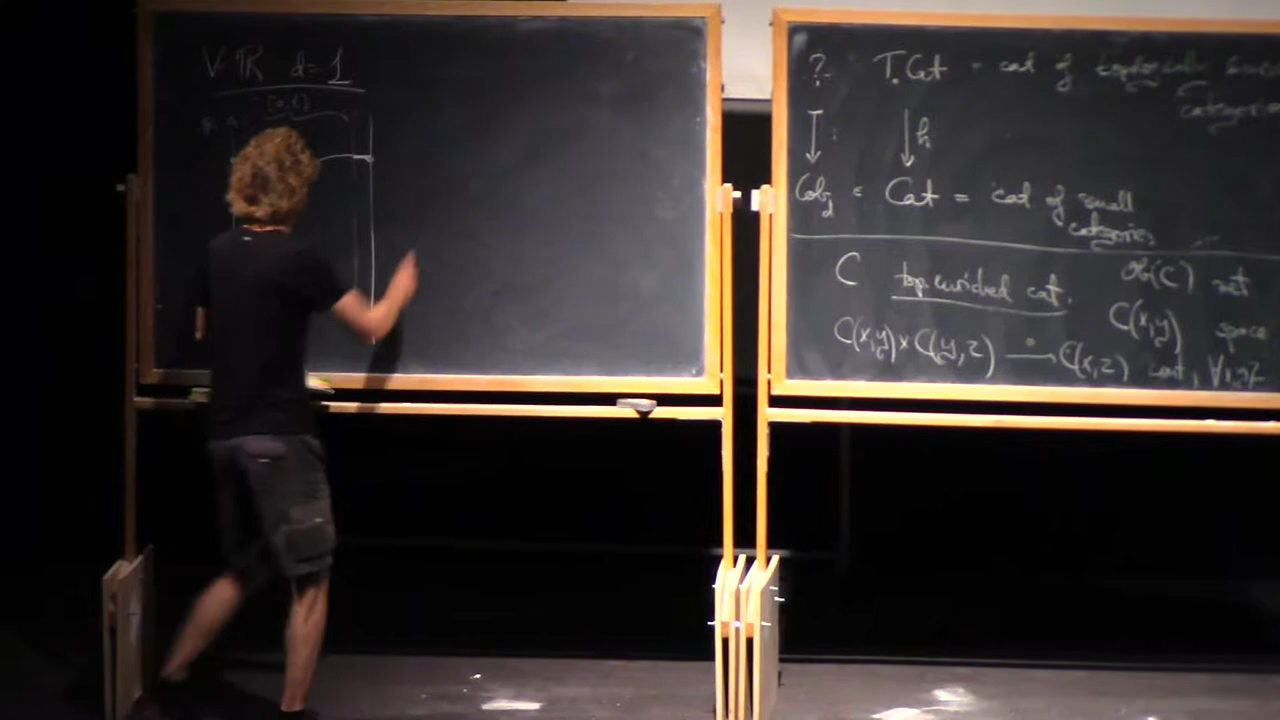 V=ℝ d=1
[0,t]
R
? T.Cat = cat of topologically enriched
categories
↓ ↓ h
Cob_d ∈ Cat = cat of small
categories
C top. enriched cat. Ob(C) set
C(x,y) space
C(x,y)×C(y,z) →° C(x,z) cont, ∀x,y,z